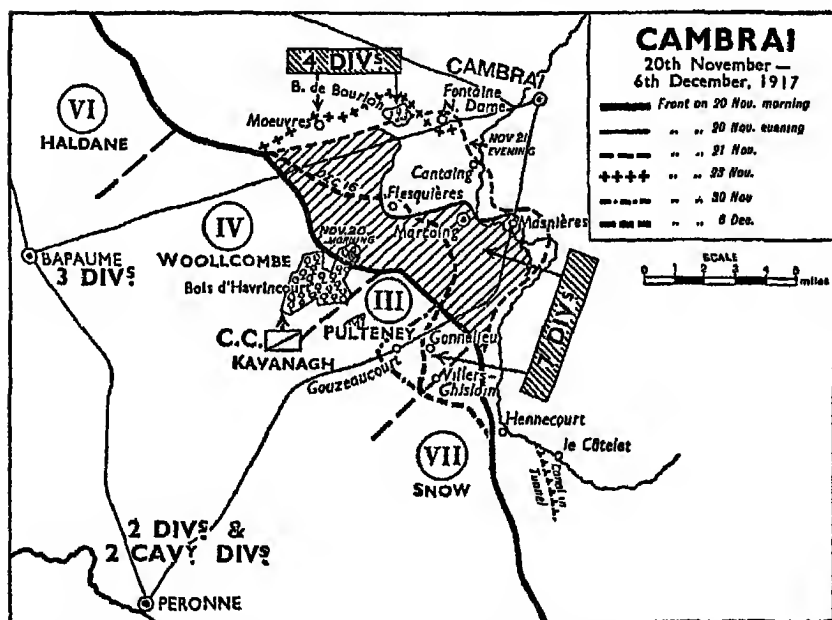 CAMBRAI
20th November —
6th December, 1917
Front on 20 Nov. morning
„ „ 20 Nov. evening
„ „ 21 Nov.
„ „ 23 Nov.
„ „ 30 Nov
„ „ 6 Dec.
SCALE
0 1 2 3 4 5
miles
4 DIVS.
B. de Bourlon
Moeuvres
CAMBRAI
Fontaine
N. Dame
NOV 21
EVENING
Cantaing
VI
HALDANE
DEC 16
Flesquières
Marcoing
Masnières
IV
WOOLLCOMBE
NOV. 20
MORNING
BAPAUME
3 DIVS.
Bois d'Havrincourt
III
PULTENEY
7 DIVS.
C.C.
KAVANAGH
Gonnelieu
Gouzeaucourt
Villers-
Ghislain
VII
SNOW
Hennecourt
le Côtelet
Canal in
Tunnel
2 DIVS. &
2 CAVY. DIVS.
PERONNE